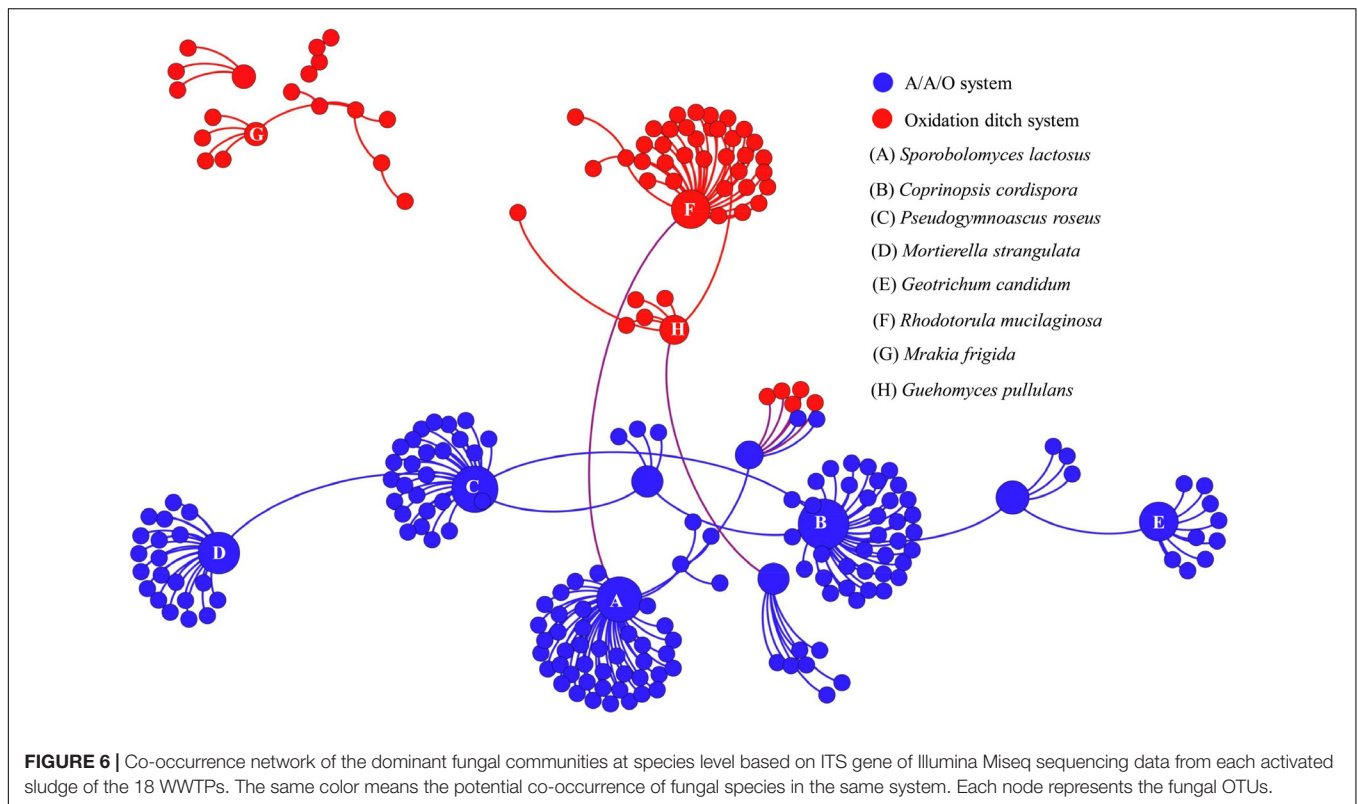 A/A/O system
Oxidation ditch system
(A) Sporobolomyces lactosus
(B) Coprinopsis cordispora
(C) Pseudogymnoascus roseus
(D) Mortierella strangulata
(E) Geotrichum candidum
(F) Rhodotorula mucilaginosa
(G) Mrakia frigida
(H) Guehomyces pullulans
G
F
H
C
B
E
D
A
FIGURE 6 | Co-occurrence network of the dominant fungal communities at species level based on ITS gene of Illumina Miseq sequencing data from each activated
sludge of the 18 WWTPs. The same color means the potential co-occurrence of fungal species in the same system. Each node represents the fungal OTUs.